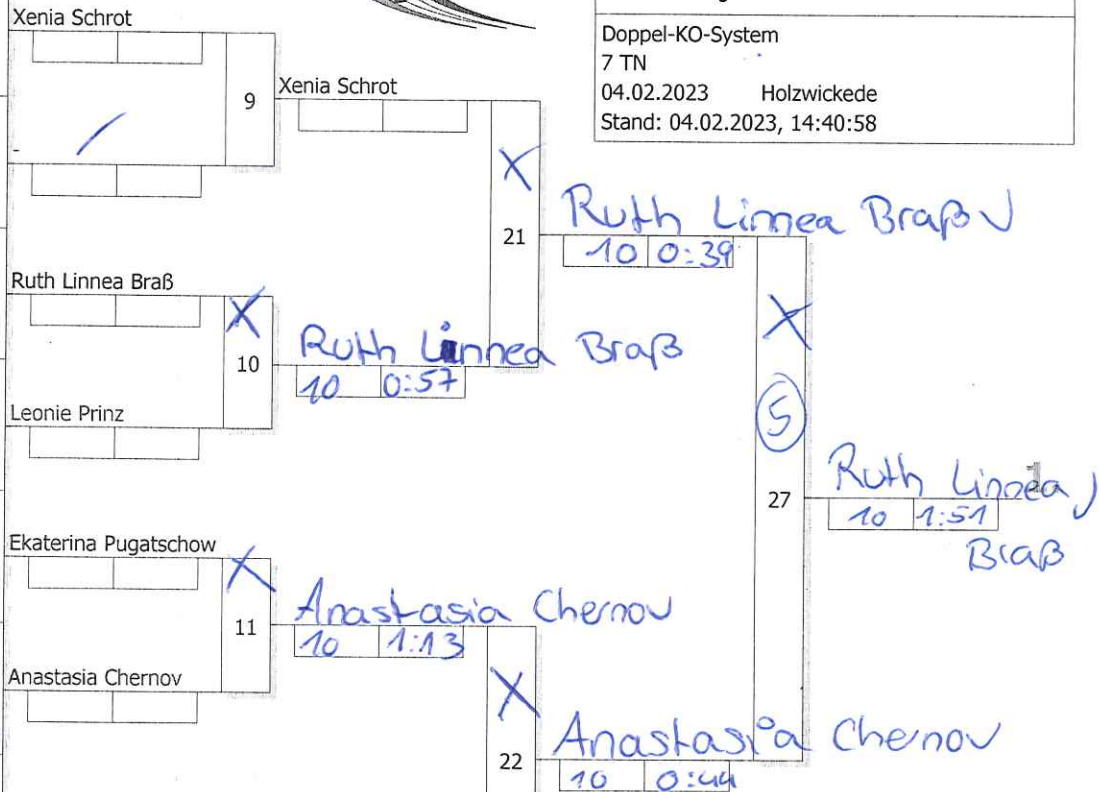 Xenia Schrot
Doppel-KO-System
7 TN
04.02.2023 Holzwickede
Stand: 04.02.2023, 14:40:58
9
Xenia Schrot
-
X
21
Ruth Linnea Braß
10 0:39
Ruth Linnea Braß
X
10
Ruth Linnea Braß
10 0:57
Leonie Prinz
X
5
27
Ruth Linnea
1
10 1:51
Braß
Ekaterina Pugatschow
X
11
Anastasia Chernov
10 1:13
Anastasia Chernov
X
22
Anastasia Chernov
10 0:44